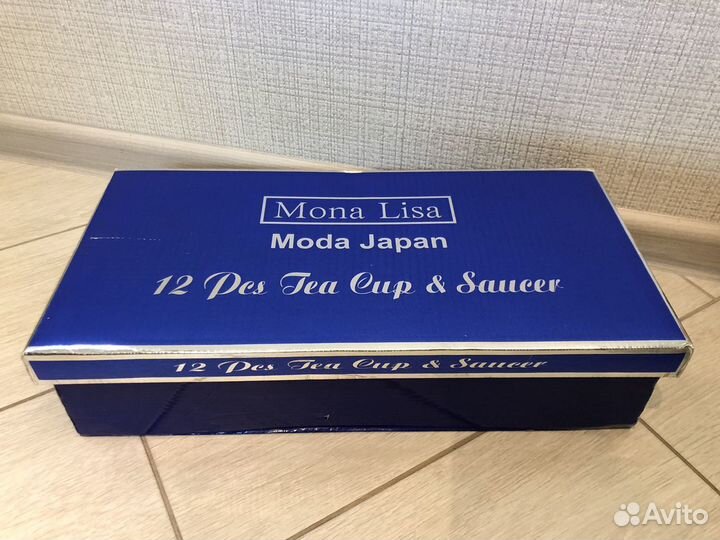 Mona Lisa
Moda Japan
12 Pcs Tea Cup & Saucer
12 Pcs Tea Cup & Saucer
Avito